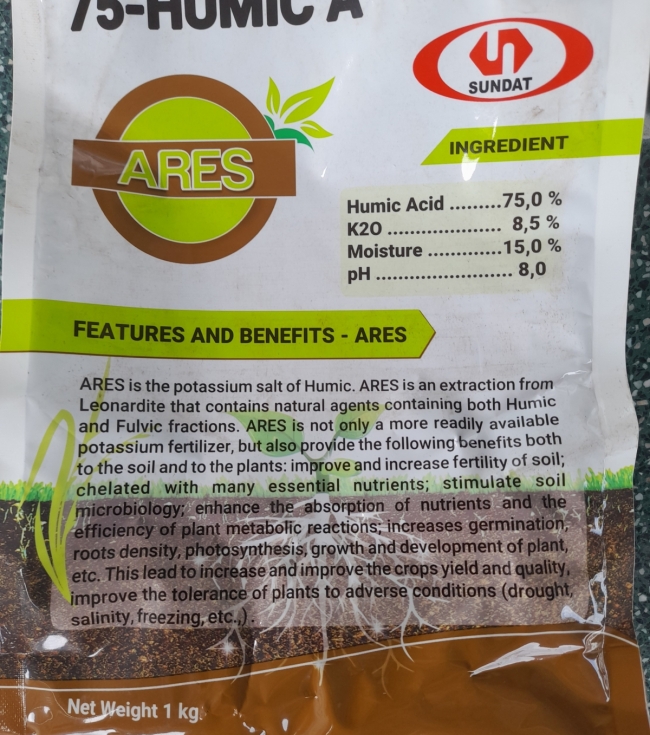 75-HUMIC A
SUNDAT
ARES
INGREDIENT
Humic Acid .........75,0 %
K2O .................... 8,5 %
Moisture .............15,0 %
pH ........................ 8,0
FEATURES AND BENEFITS - ARES
ARES is the potassium salt of Humic. ARES is an extraction from
Leonardite that contains natural agents containing both Humic
and Fulvic fractions. ARES is not only a more readily available
potassium fertilizer, but also provide the following benefits both
to the soil and to the plants: improve and increase fertility of soil;
chelated with many essential nutrients; stimulate soil
microbiology; enhance the absorption of nutrients and the
efficiency of plant metabolic reactions; increases germination,
roots density, photosynthesis, growth and development of plant,
etc. This lead to increase and improve the crops yield and quality,
improve the tolerance of plants to adverse conditions (drought,
salinity, freezing, etc.,) .
Net Weight 1 kg.